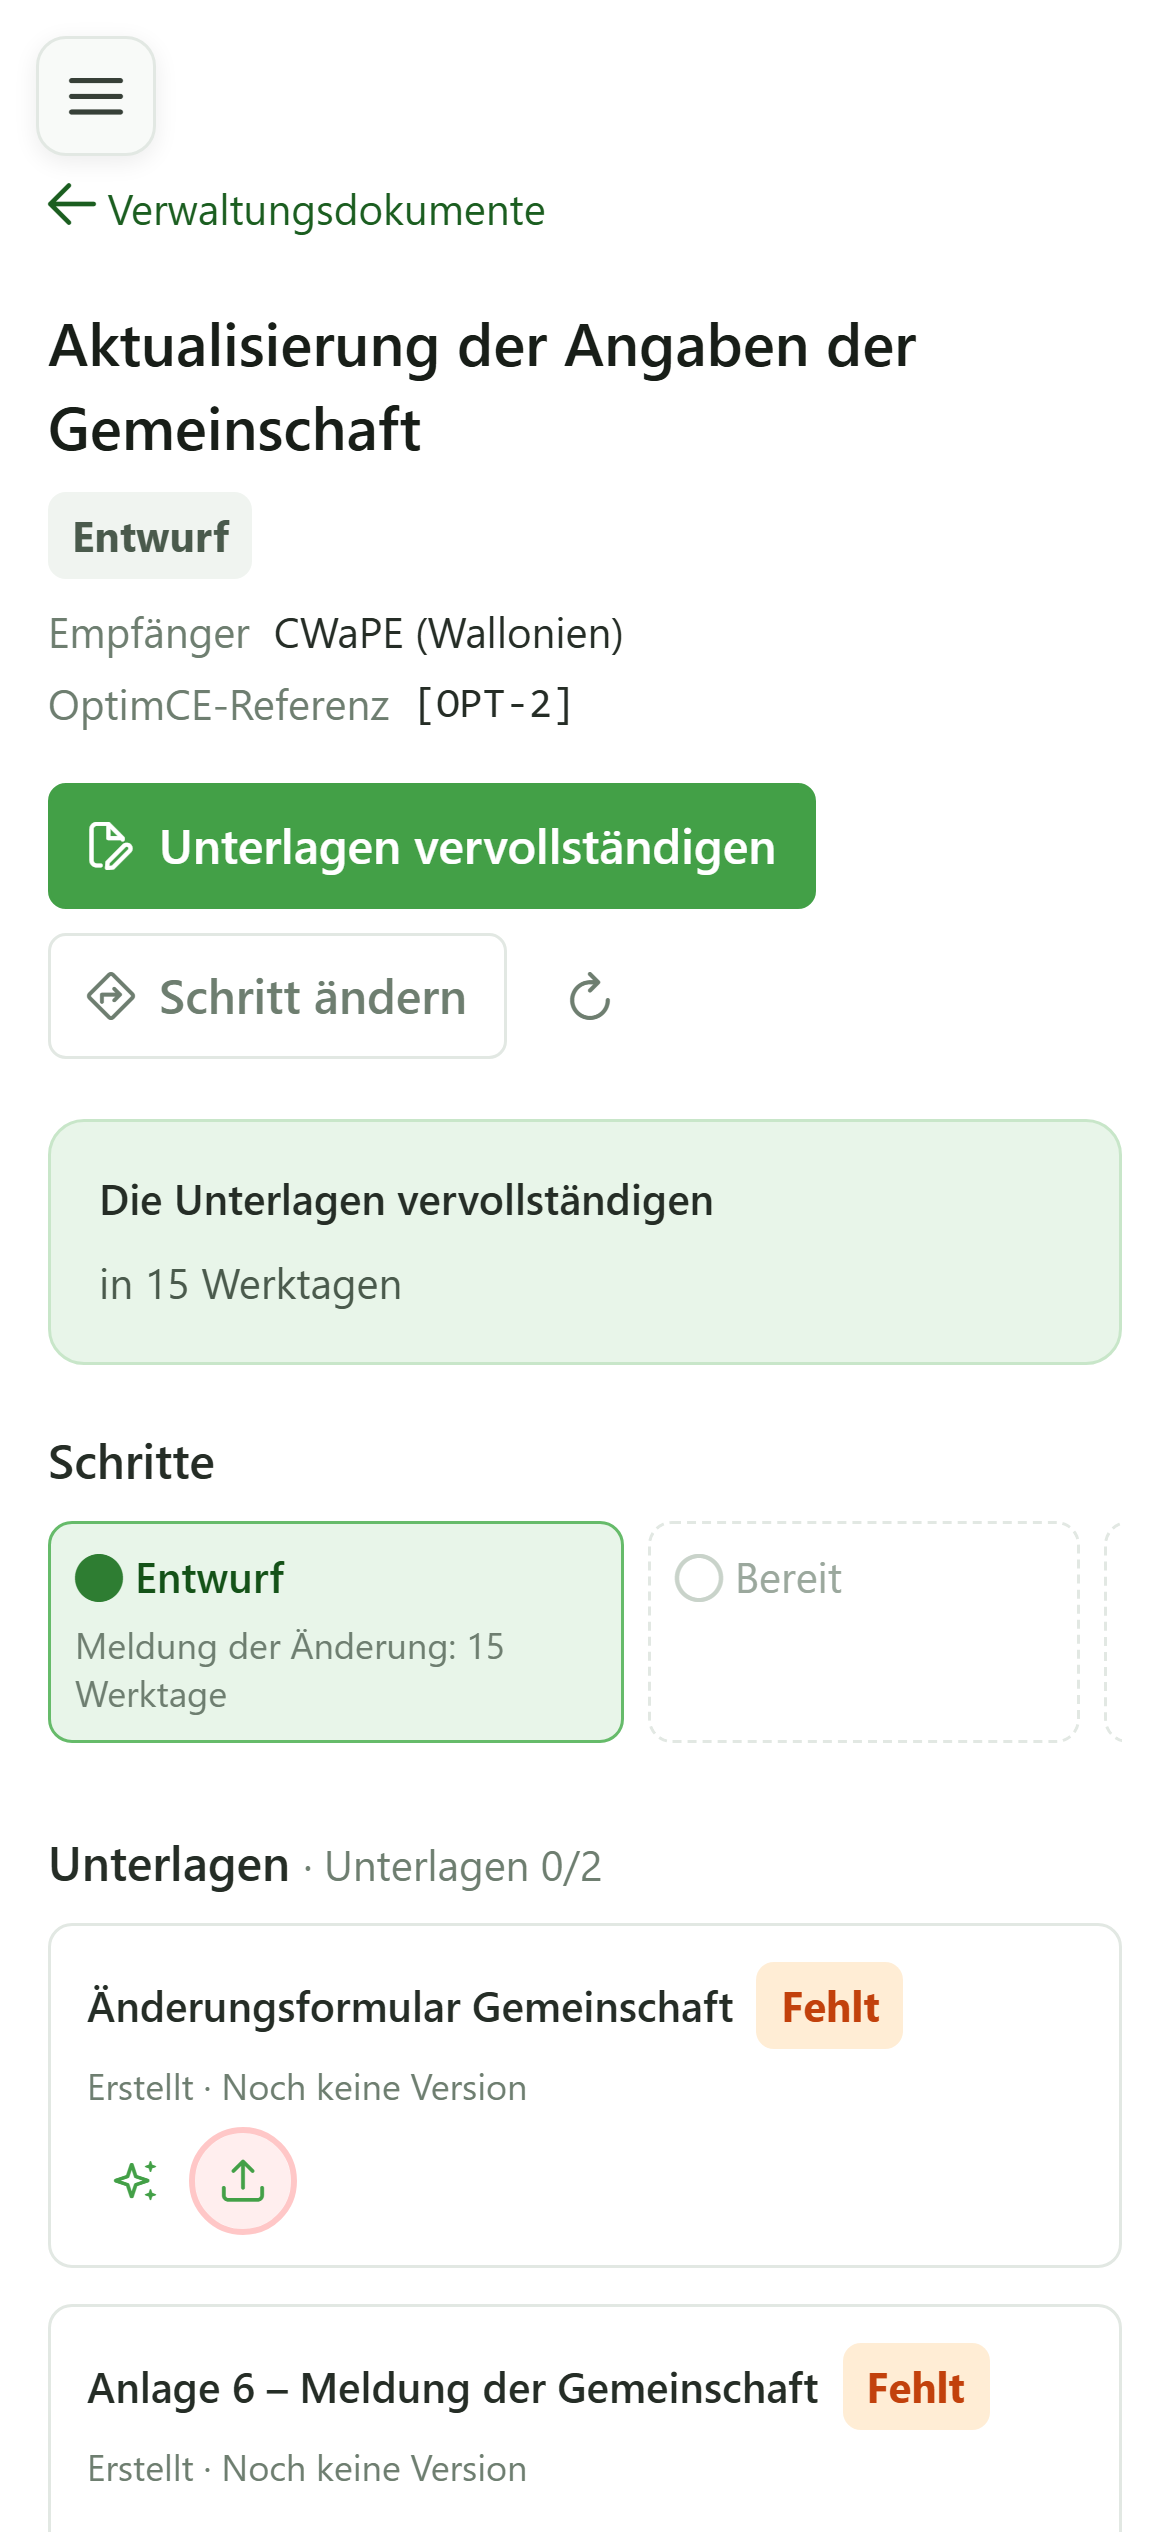 Verwaltungsdokumente
Aktualisierung der Angaben der
Gemeinschaft
Entwurf
Empfänger CWaPE (Wallonien)
OptimCE-Referenz [OPT-2]
Unterlagen vervollständigen
Schritt ändern
Die Unterlagen vervollständigen
in 15 Werktagen
Schritte
Entwurf
Meldung der Änderung: 15
Werktage
Bereit
Unterlagen · Unterlagen 0/2
Änderungsformular Gemeinschaft Fehlt
Erstellt · Noch keine Version
Anlage 6 – Meldung der Gemeinschaft Fehlt
Erstellt · Noch keine Version